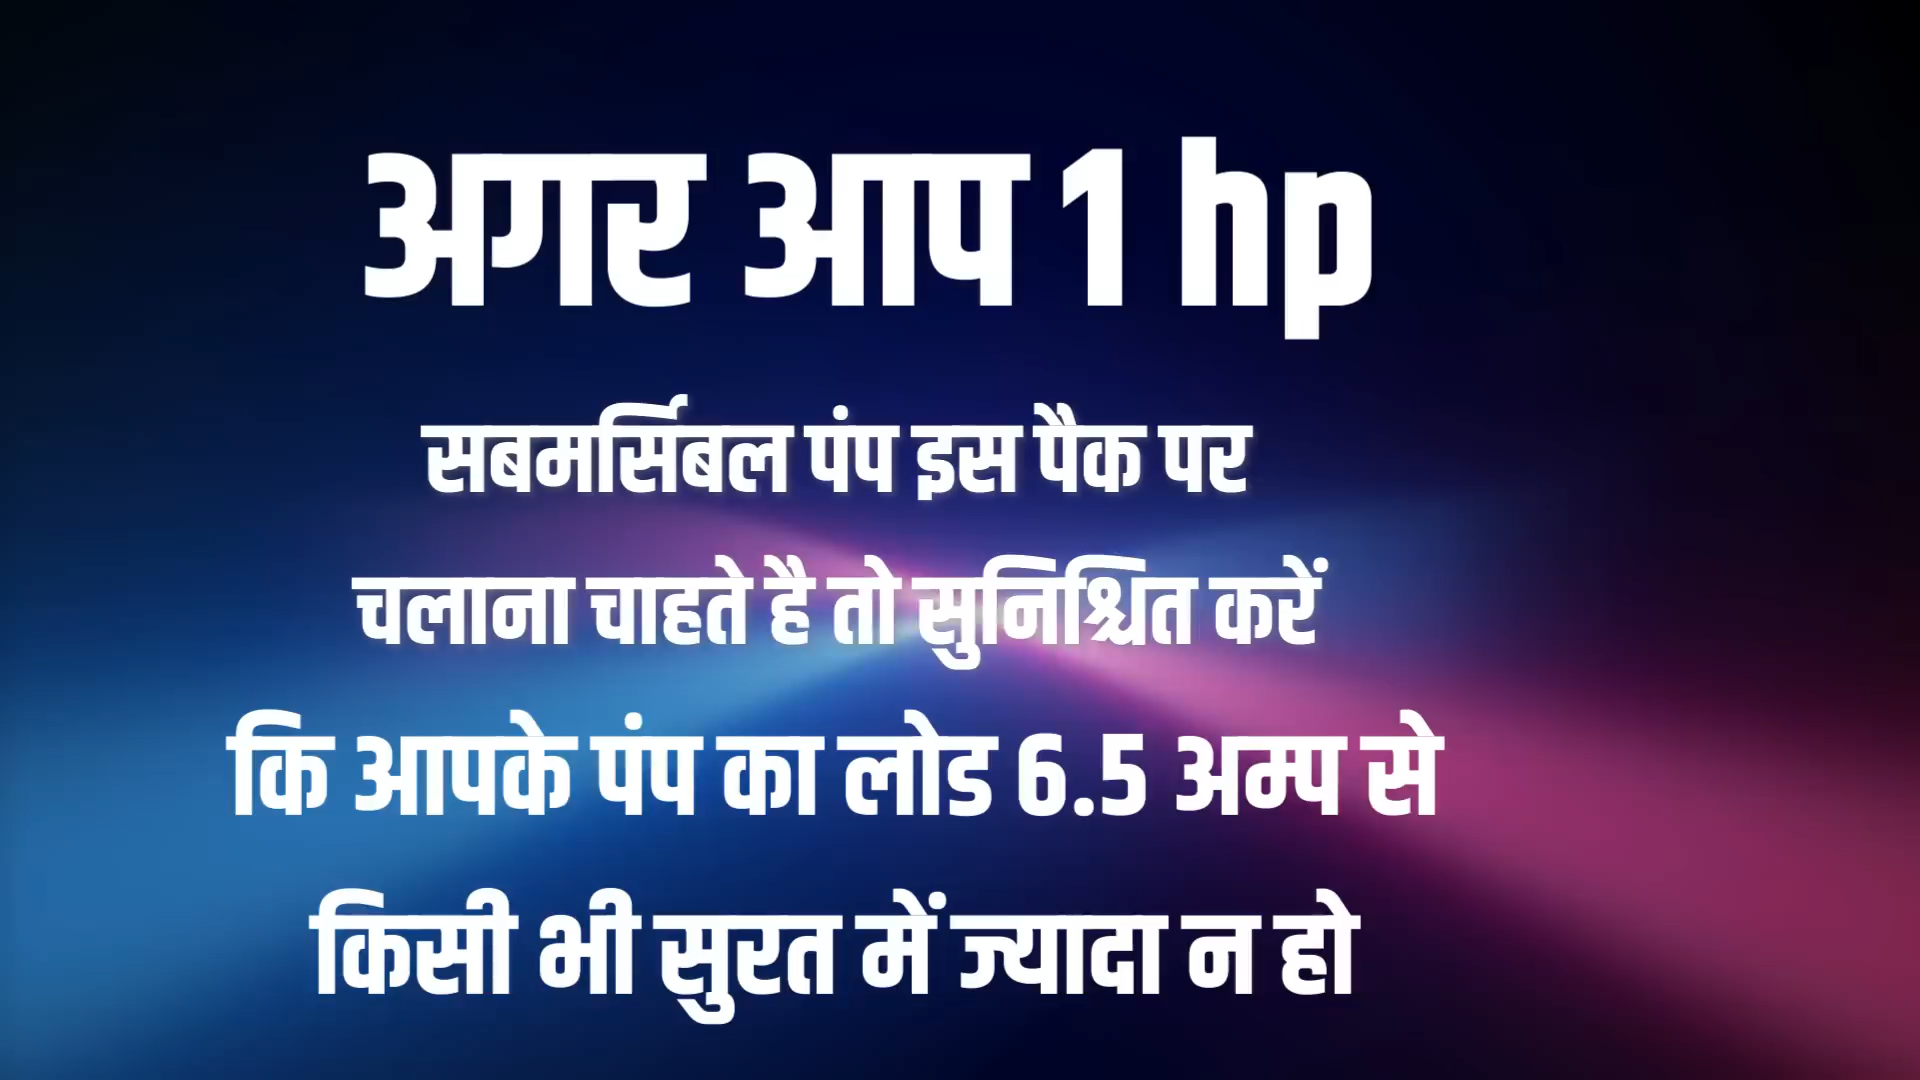 अगर आप 1 hp
सबमर्सिबल पंप इस पैक पर
चलाना चाहते है तो सुनिश्चित करें
कि आपके पंप का लोड 6.5 अम्प से
किसी भी सुरत में ज्यादा न हो